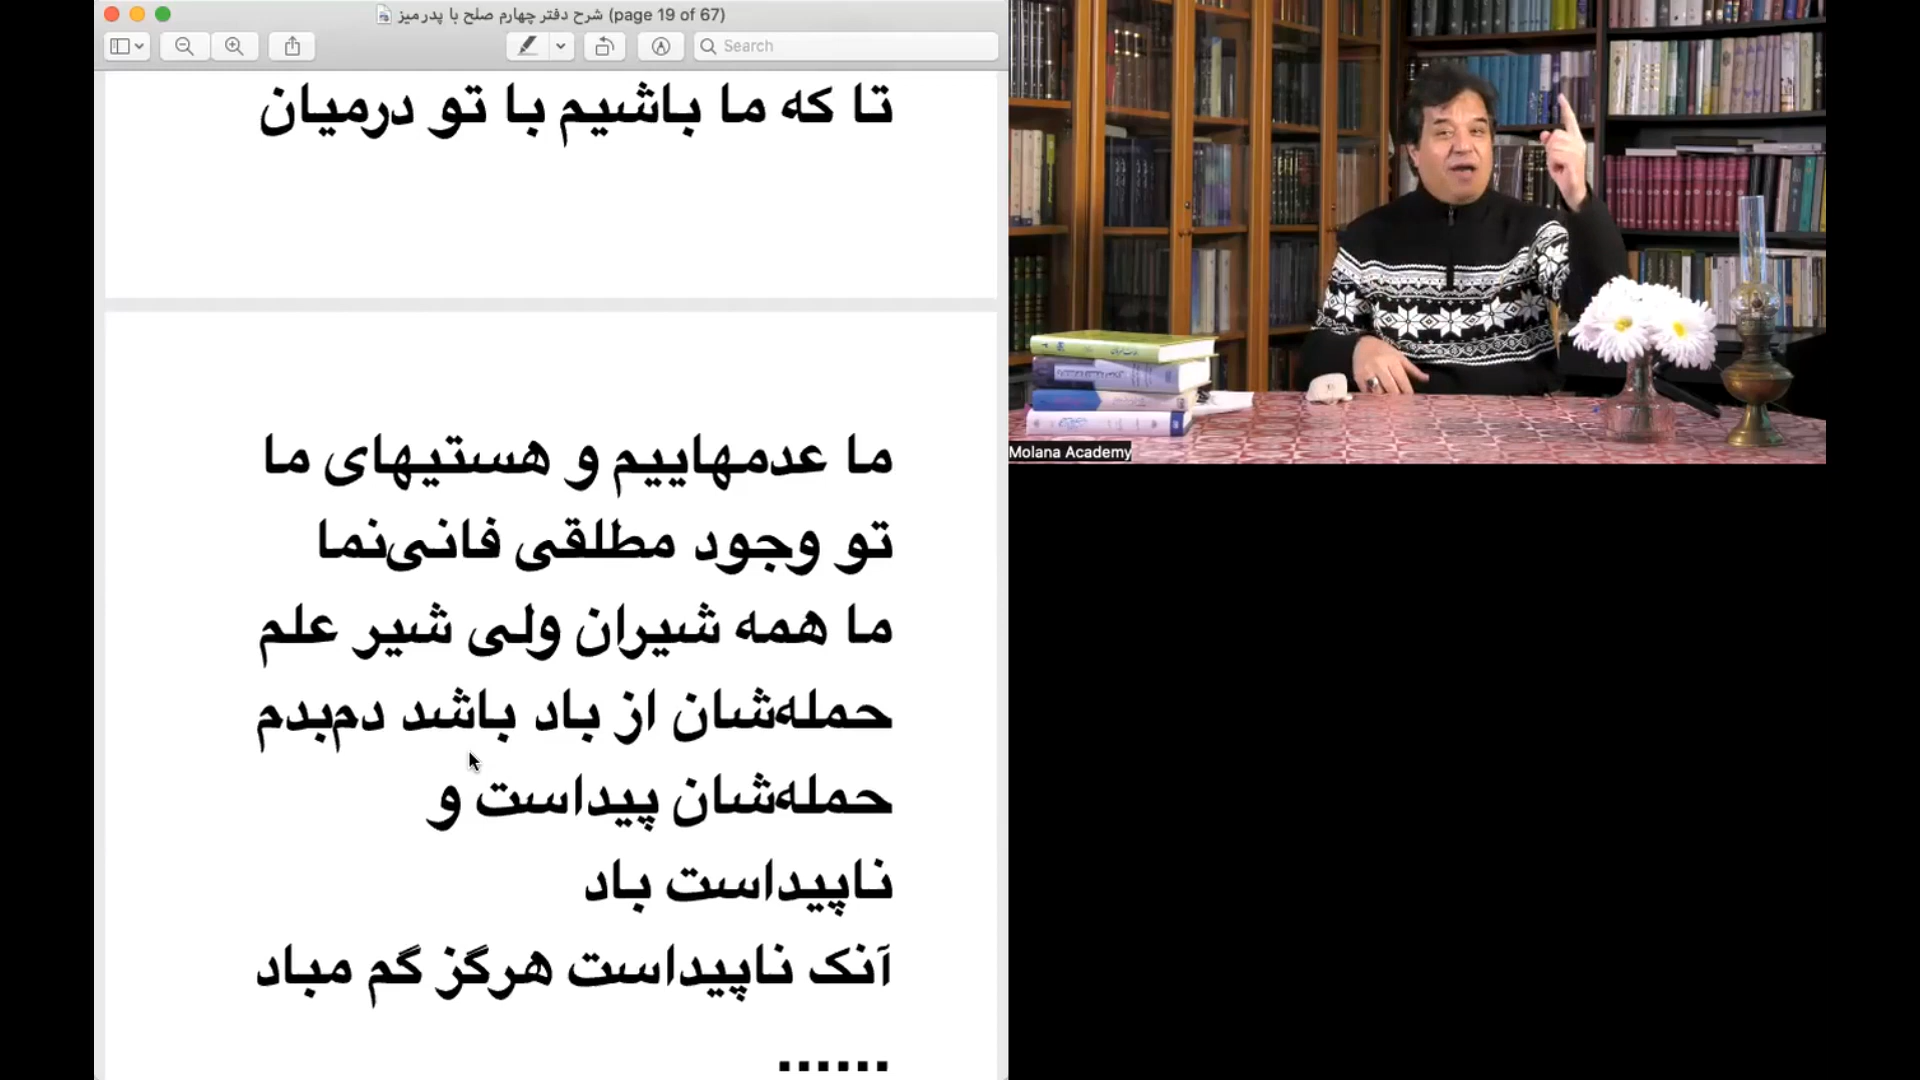 شرح دفتر چهارم صلح با پدر میز (page 19 of 67)
Search
تا که ما باشیم با تو درمیان
ما عدمهاییم و هستیهای ما
تو وجود مطلقی فانی‌نما
ما همه شیران ولی شیر علم
حمله‌شان از باد باشد دم‌بدم
حمله‌شان پیداست و
ناپیداست باد
آنک ناپیداست هرگز گم مباد
......
Molana Academy